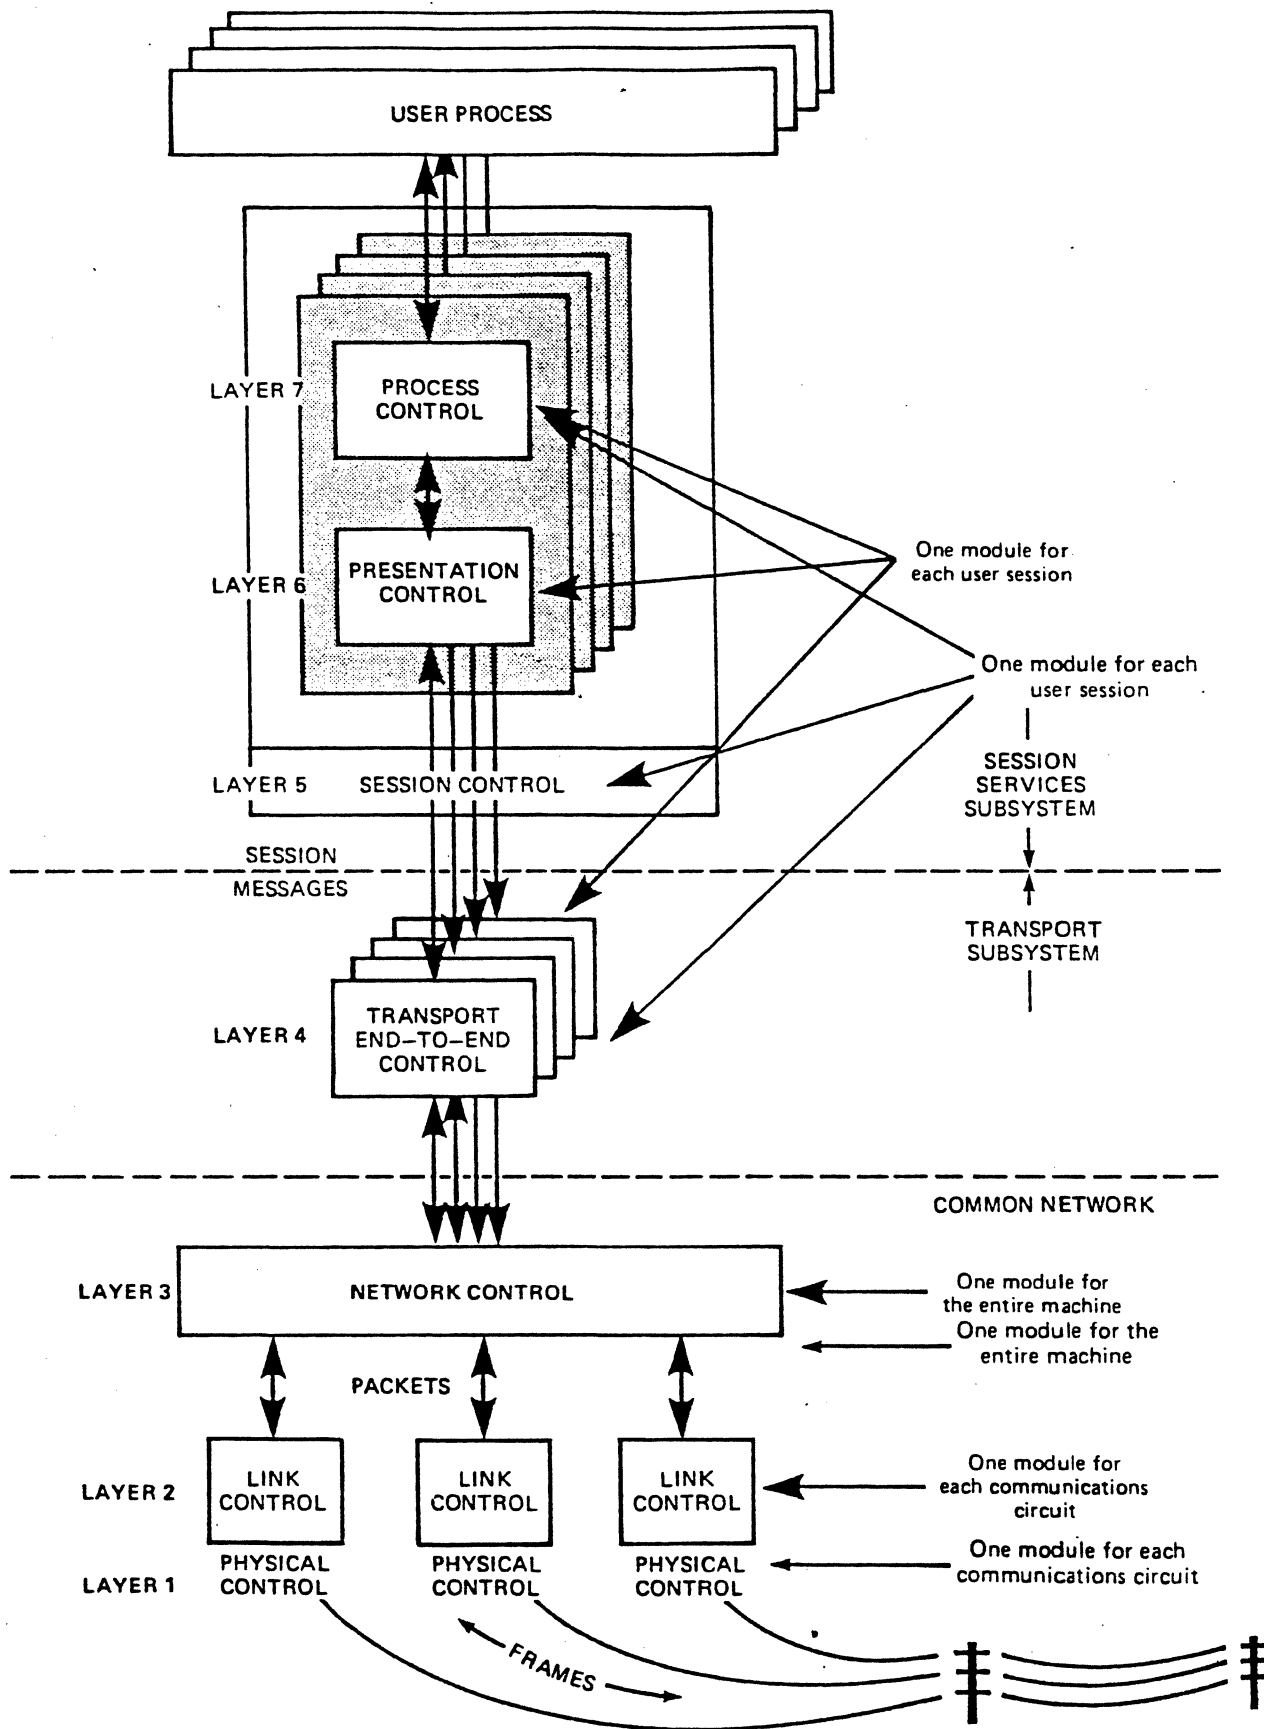 USER PROCESS
LAYER 7
PROCESS
CONTROL
LAYER 6
PRESENTATION
CONTROL
One module for
each user session
One module for each
user session
LAYER 5
SESSION CONTROL
SESSION
SERVICES
SUBSYSTEM
SESSION
MESSAGES
TRANSPORT
SUBSYSTEM
LAYER 4
TRANSPORT
END–TO–END
CONTROL
COMMON NETWORK
LAYER 3
NETWORK CONTROL
One module for
the entire machine
One module for the
entire machine
PACKETS
LAYER 2
LINK
CONTROL
LINK
CONTROL
LINK
CONTROL
One module for
each communications
circuit
LAYER 1
PHYSICAL
CONTROL
PHYSICAL
CONTROL
PHYSICAL
CONTROL
One module for each
communications circuit
FRAMES